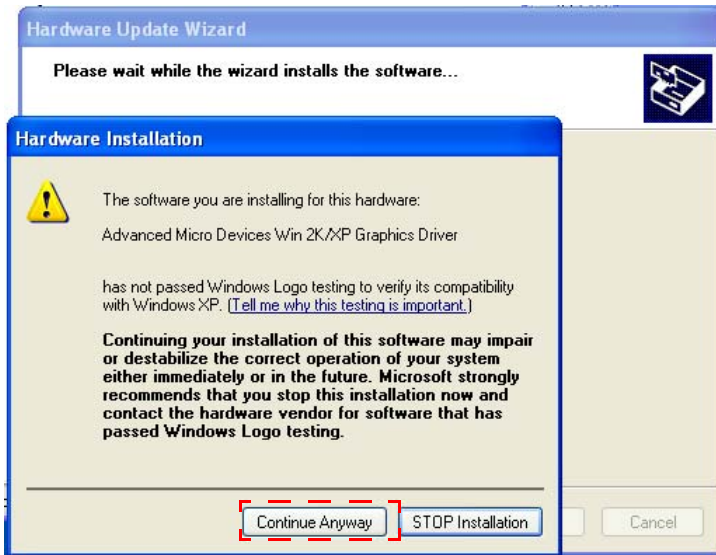 Hardware Update Wizard
Please wait while the wizard installs the software...
Hardware Installation
The software you are installing for this hardware:
Advanced Micro Devices Win 2K/XP Graphics Driver
has not passed Windows Logo testing to verify its compatibility
with Windows XP. (Tell me why this testing is important.)
Continuing your installation of this software may impair
or destabilize the correct operation of your system
either immediately or in the future. Microsoft strongly
recommends that you stop this installation now and
contact the hardware vendor for software that has
passed Windows Logo testing.
Continue Anyway
STOP Installation
Cancel